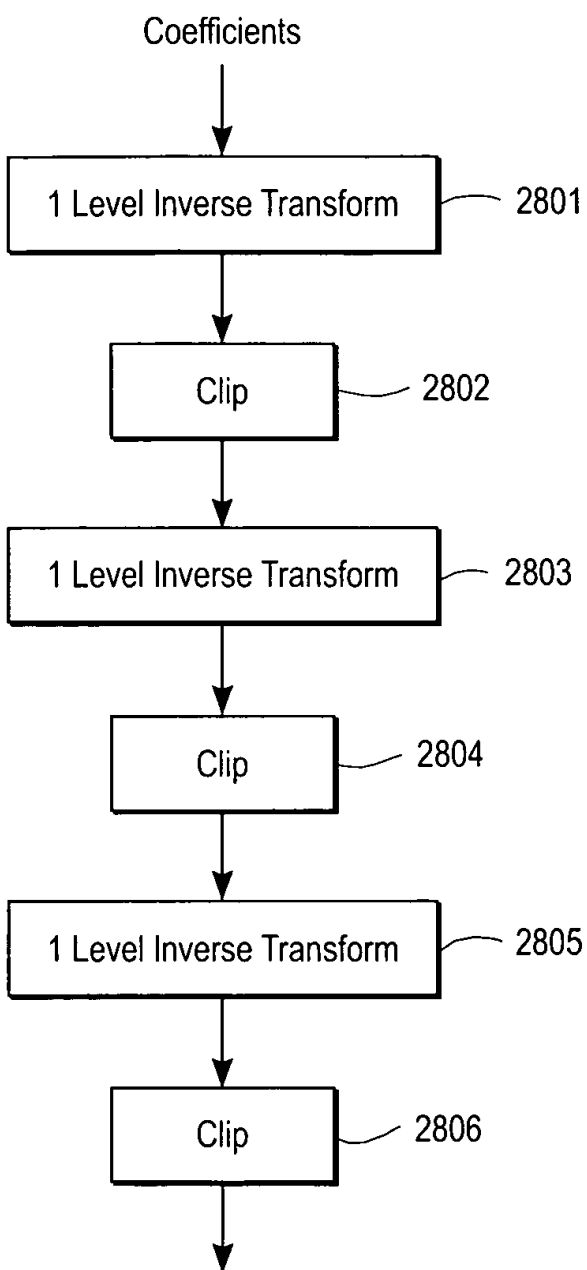 Coefficients
1 Level Inverse Transform 2801
Clip 2802
1 Level Inverse Transform 2803
Clip 2804
1 Level Inverse Transform 2805
Clip 2806